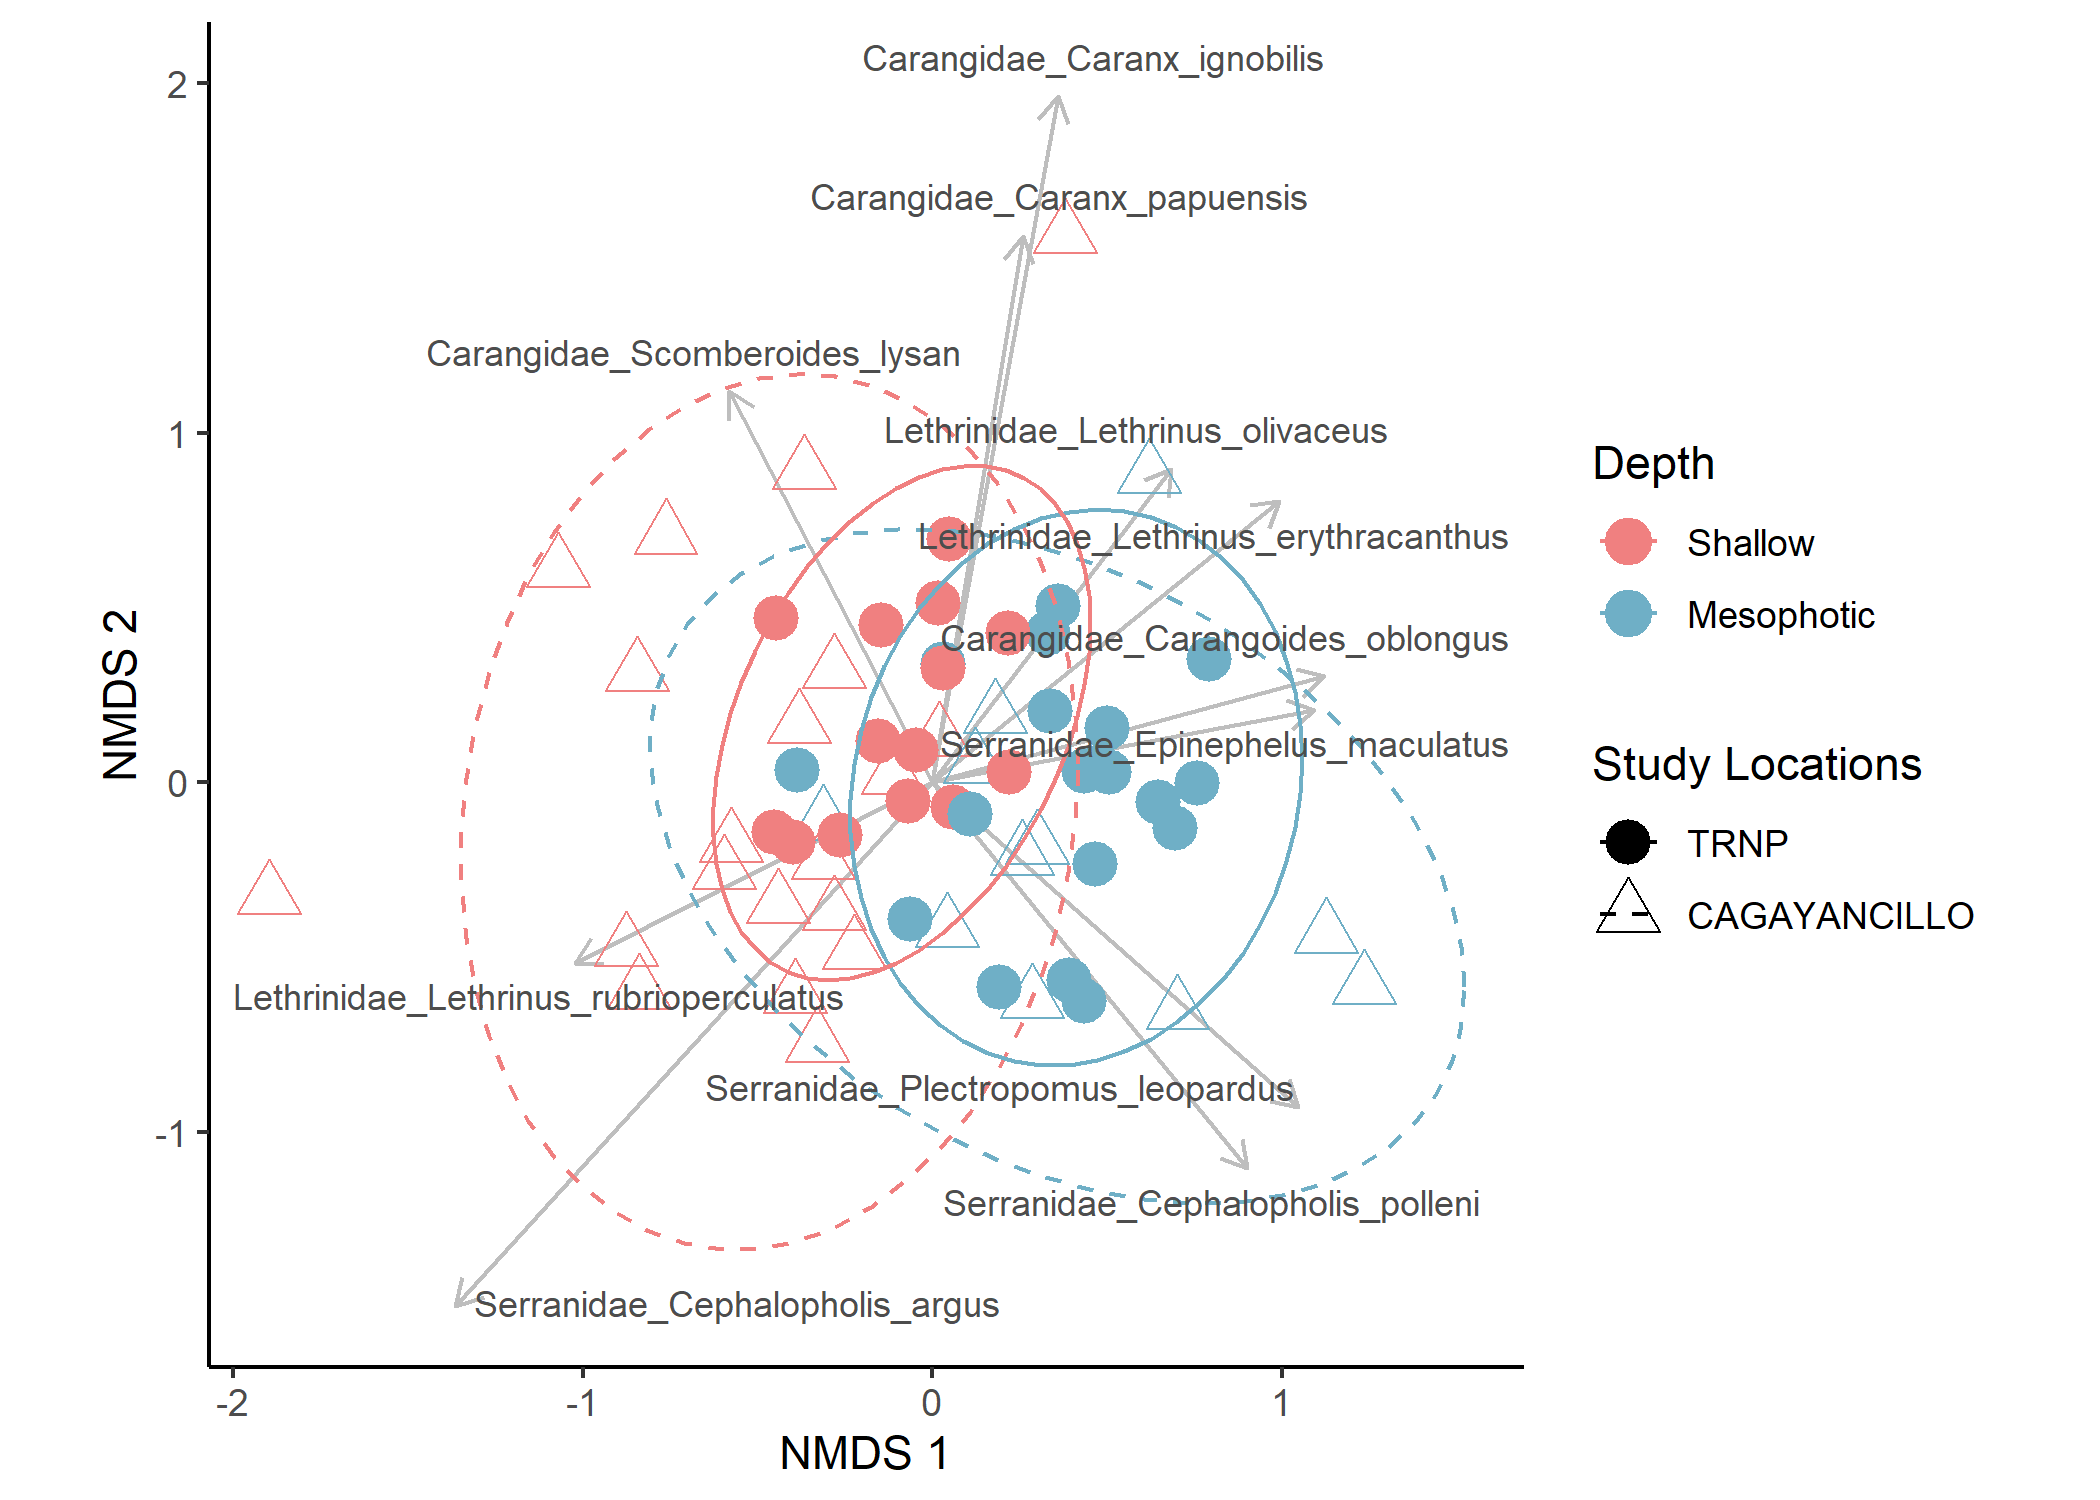 Carangidae_Caranx_ignobilis
2
Carangidae_Caranx_papuensis
Carangidae_Scomberoides_lysan
1
Lethrinidae_Lethrinus_olivaceus
Lethrinidae_Lethrinus_erythracanthus
Carangidae_Carangoides_oblongus
Serranidae_Epinephelus_maculatus
0
NMDS 2
Lethrinidae_Lethrinus_rubrioperculatus
Serranidae_Plectropomus_leopardus
-1
Serranidae_Cephalopholis_polleni
Serranidae_Cephalopholis_argus
-2
-1
0
1
NMDS 1
Depth
Shallow
Mesophotic
Study Locations
TRNP
CAGAYANCILLO